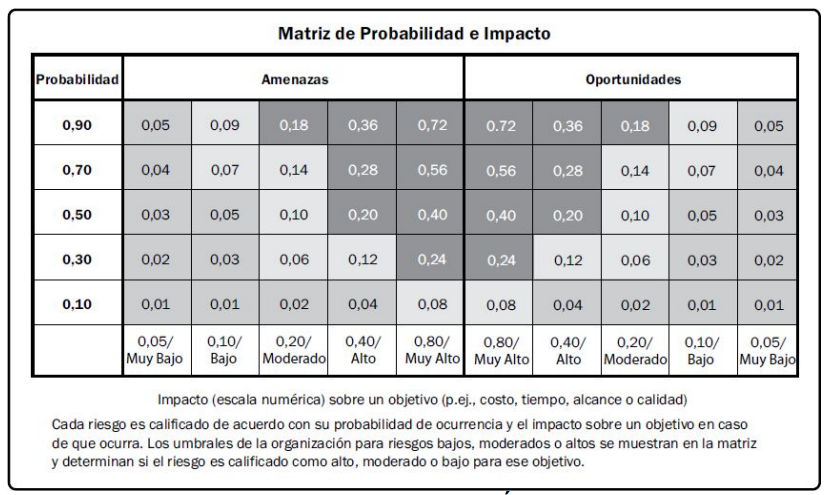 Matriz de Probabilidad e Impacto
Probabilidad Amenazas Oportunidades
0,90 0,05 0,09 0,18 0,36 0,72 0.72 0,36 0,18 0,09 0,05
0,70 0,04 0,07 0,14 0,28 0,56 0,56 0,28 0,14 0,07 0,04
0,50 0,03 0,05 0,10 0,20 0,40 0,40 0,20 0,10 0,05 0,03
0,30 0,02 0,03 0,06 0,12 0,24 0,24 0,12 0,06 0,03 0,02
0,10 0,01 0,01 0,02 0,04 0,08 0,08 0,04 0,02 0,01 0,01
0,05/ 0,10/ 0,20/ 0,40/ 0,80/ 0,80/ 0,40/ 0,20/ 0,10/ 0,05/
Muy Bajo Bajo Moderado Alto Muy Alto Muy Alto Alto Moderado Bajo Muy Bajo
Impacto (escala numérica) sobre un objetivo (p.ej., costo, tiempo, alcance o calidad)
Cada riesgo es calificado de acuerdo con su probabilidad de ocurrencia y el impacto sobre un objetivo en caso
de que ocurra. Los umbrales de la organización para riesgos bajos, moderados o altos se muestran en la matriz
y determinan si el riesgo es calificado como alto, moderado o bajo para ese objetivo.